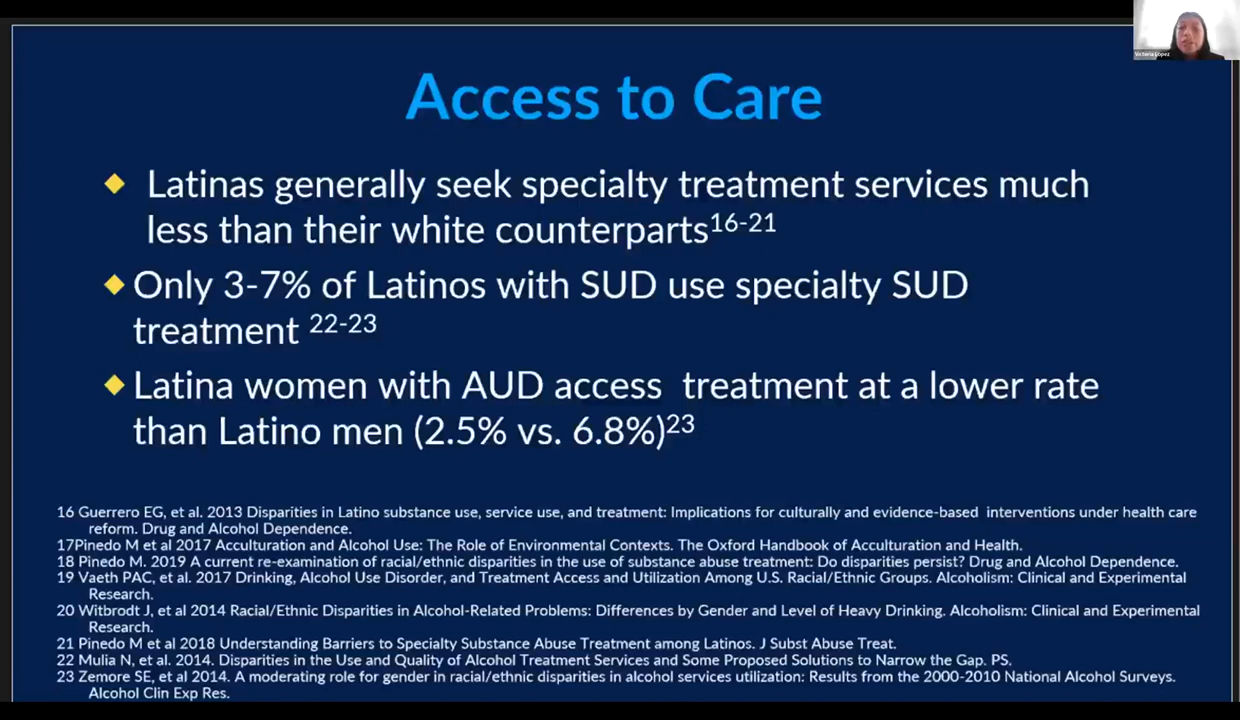 Victoria Lopez
Access to Care
Latinas generally seek specialty treatment services much
less than their white counterparts16-21
Only 3-7% of Latinos with SUD use specialty SUD
treatment 22-23
Latina women with AUD access treatment at a lower rate
than Latino men (2.5% vs. 6.8%)23
16 Guerrero EG, et al. 2013 Disparities in Latino substance use, service use, and treatment: Implications for culturally and evidence-based interventions under health care
reform. Drug and Alcohol Dependence.
17Pinedo M et al 2017 Acculturation and Alcohol Use: The Role of Environmental Contexts. The Oxford Handbook of Acculturation and Health.
18 Pinedo M. 2019 A current re-examination of racial/ethnic disparities in the use of substance abuse treatment: Do disparities persist? Drug and Alcohol Dependence.
19 Vaeth PAC, et al. 2017 Drinking, Alcohol Use Disorder, and Treatment Access and Utilization Among U.S. Racial/Ethnic Groups. Alcoholism: Clinical and Experimental
Research.
20 Witbrodt J, et al 2014 Racial/Ethnic Disparities in Alcohol-Related Problems: Differences by Gender and Level of Heavy Drinking. Alcoholism: Clinical and Experimental
Research.
21 Pinedo M et al 2018 Understanding Barriers to Specialty Substance Abuse Treatment among Latinos. J Subst Abuse Treat.
22 Mulia N, et al. 2014. Disparities in the Use and Quality of Alcohol Treatment Services and Some Proposed Solutions to Narrow the Gap. PS.
23 Zemore SE, et al 2014. A moderating role for gender in racial/ethnic disparities in alcohol services utilization: Results from the 2000-2010 National Alcohol Surveys.
Alcohol Clin Exp Res.